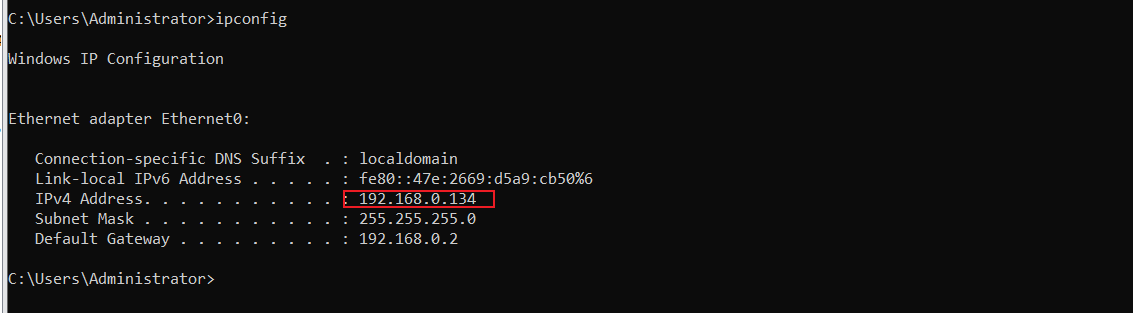 C:\Users\Administrator>ipconfig
Windows IP Configuration
Ethernet adapter Ethernet0:
Connection-specific DNS Suffix  . : localdomain
Link-local IPv6 Address . . . . . : fe80::47e:2669:d5a9:cb50%6
IPv4 Address. . . . . . . . . . . : 192.168.0.134
Subnet Mask . . . . . . . . . . . : 255.255.255.0
Default Gateway . . . . . . . . . : 192.168.0.2
C:\Users\Administrator>